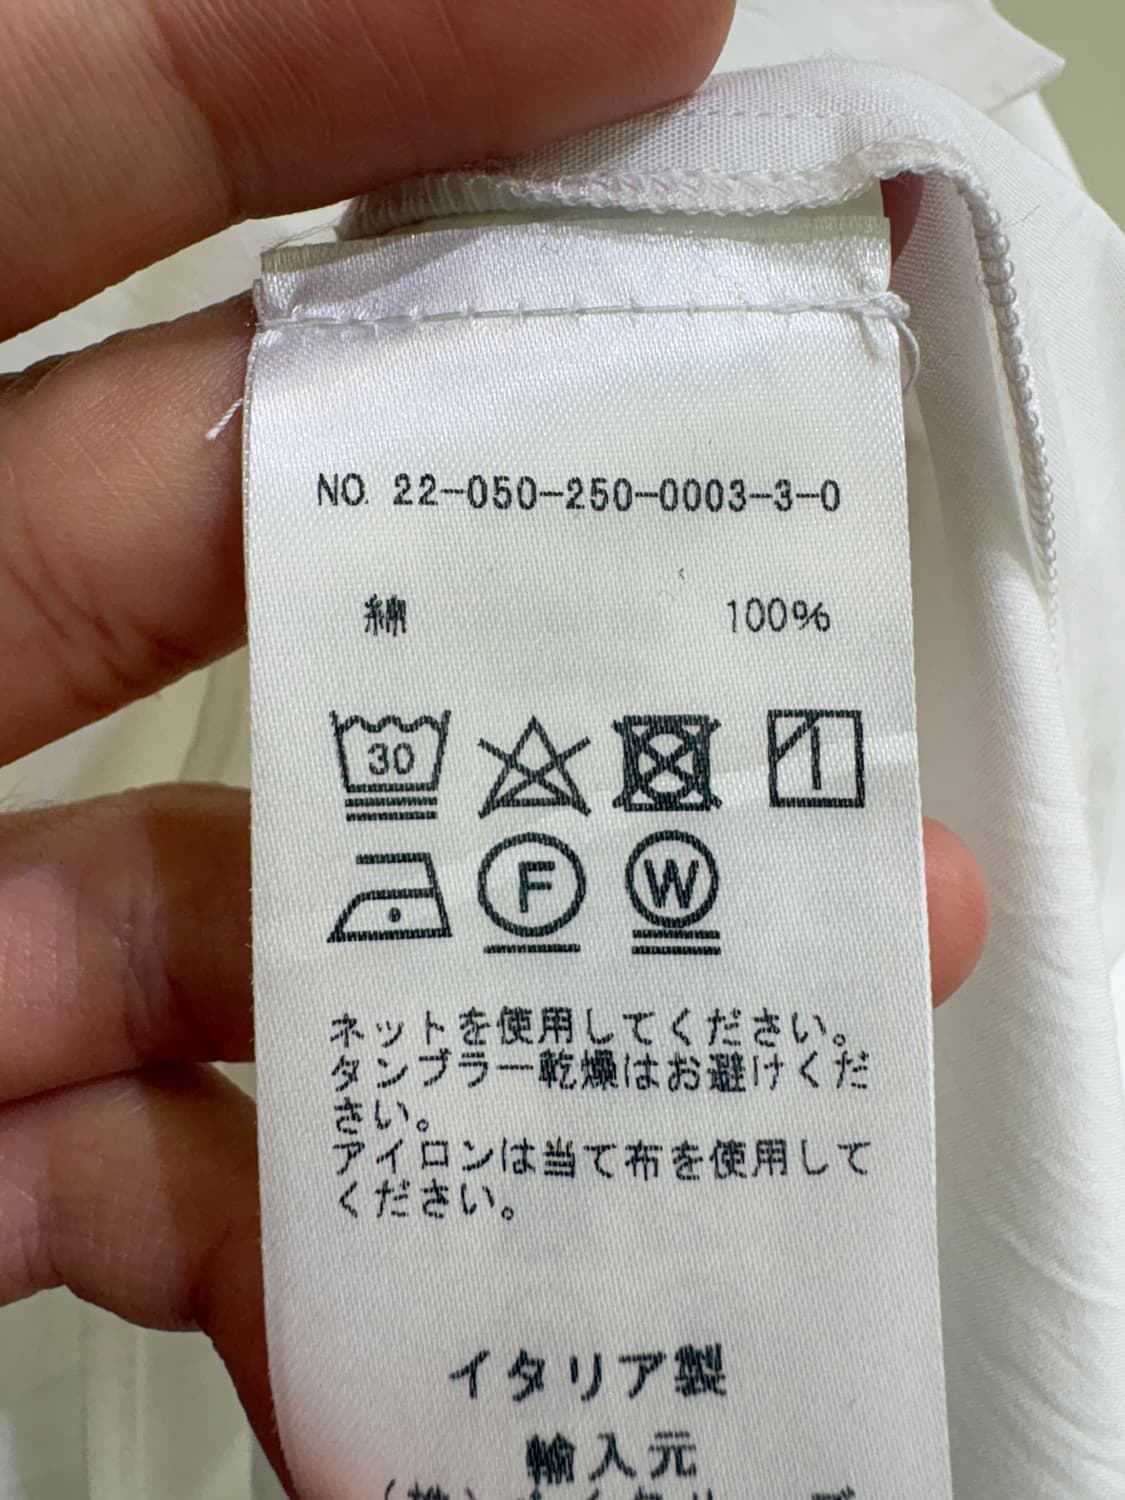 NO. 22-050-250-0003-3-0
綿 100%
30
F W
ネットを使用してください。
タンブラー乾燥はお避けくだ
さい。
アイロンは当て布を使用して
ください。
イタリア製
輸入元